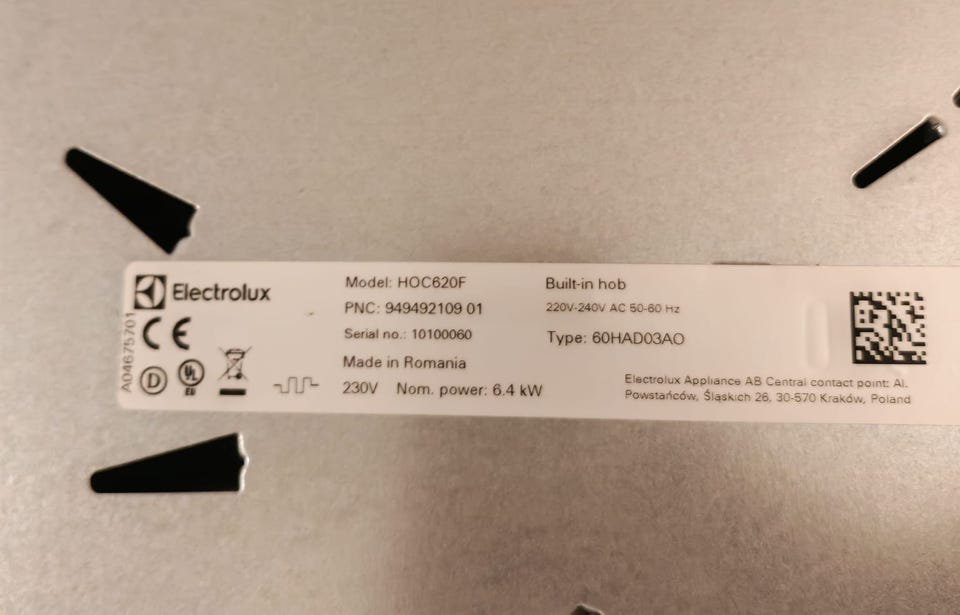 Electrolux
A04675701
D
UL
EU
Model: HOC620F
PNC: 949492109 01
Serial no.: 10100060
Made in Romania
230V Nom. power: 6.4 kW
Built-in hob
220V-240V AC 50-60 Hz
Type: 60HAD03AO
Electrolux Appliance AB Central contact point: Al.
Powstańców, Śląskich 26, 30-570 Kraków, Poland